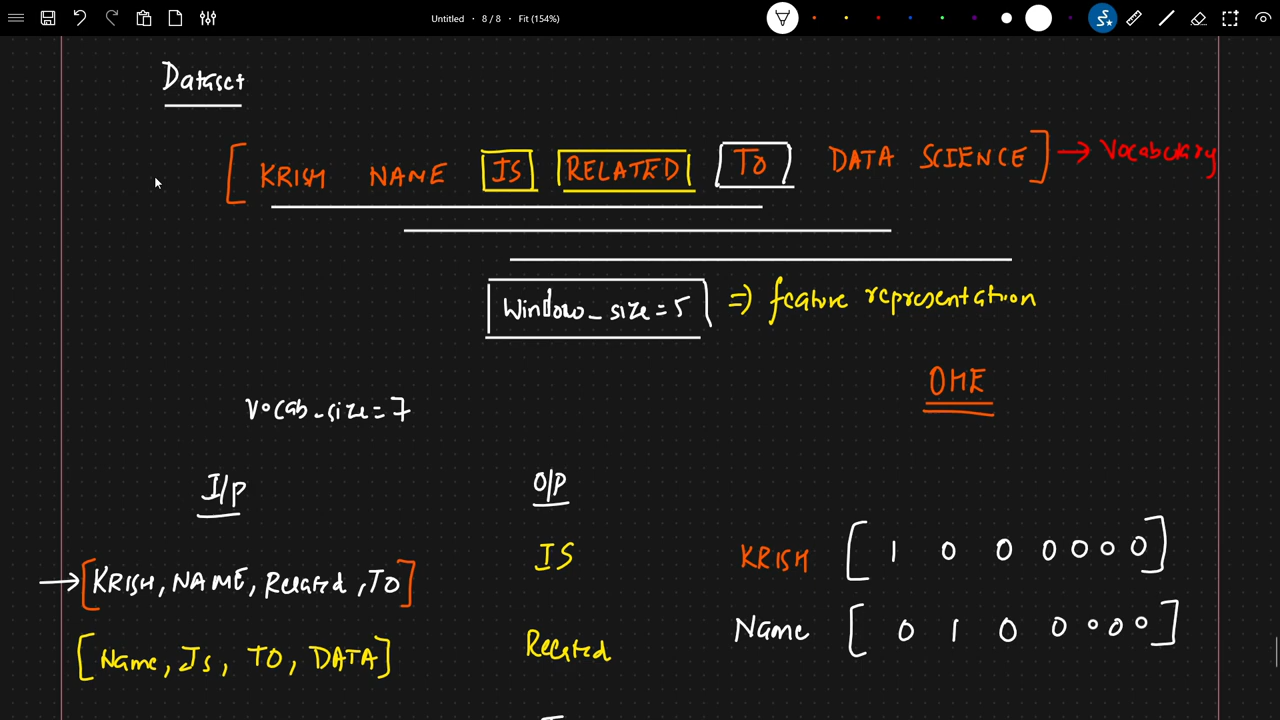 Untitled • 8 / 8 • Fit (154%)
Dataset
[ KRISH NAME IS RELATED TO DATA SCIENCE ] → Vocabulary
Window_size = 5 => feature representation
OHE
Vocab_size = 7
I/p O/p
→ [KRISH, NAME, Related, TO] IS KRISH [ 1 0 0 0 0 0 0 ]
[Name, Is, TO, DATA] Related Name [ 0 1 0 0 0 0 0 ]